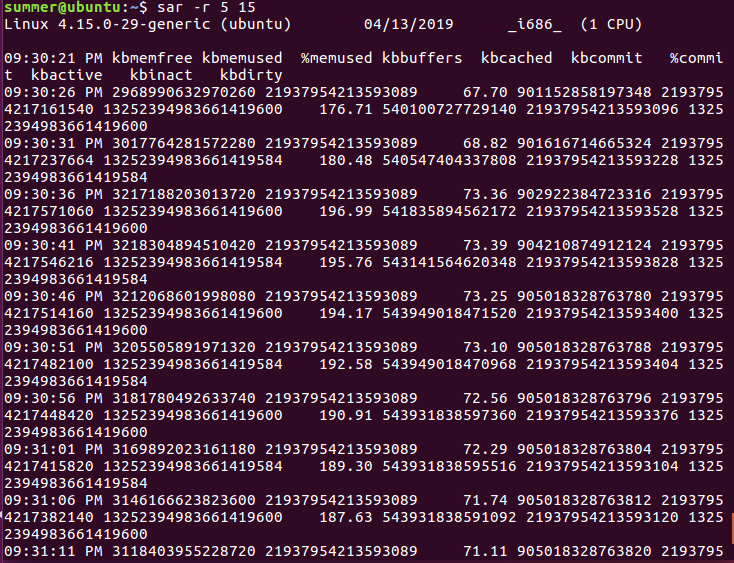 summer@ubuntu:~$ sar -r 5 15
Linux 4.15.0-29-generic (ubuntu) 04/13/2019 _i686_ (1 CPU)
09:30:21 PM kbmemfree kbmemused %memused kbbuffers kbcached kbcommit %commi
t kbactive kbinact kbdirty
09:30:26 PM 2968990632970260 21937954213593089 67.70 901152858197348 2193795
4217161540 13252394983661419600 176.71 540100727729140 21937954213593096 1325
2394983661419600
09:30:31 PM 3017764281572280 21937954213593089 68.82 901616714665324 2193795
4217237664 13252394983661419584 180.48 540547404337808 21937954213593228 1325
2394983661419584
09:30:36 PM 3217188203013720 21937954213593089 73.36 902922384723316 2193795
4217571060 13252394983661419600 196.99 541835894562172 21937954213593528 1325
2394983661419600
09:30:41 PM 3218304894510420 21937954213593089 73.39 904210874912124 2193795
4217546216 13252394983661419584 195.76 543141564620348 21937954213593828 1325
2394983661419584
09:30:46 PM 3212068601998080 21937954213593089 73.25 905018328763780 2193795
4217514160 13252394983661419600 194.17 543949018471520 21937954213593400 1325
2394983661419600
09:30:51 PM 3205505891971320 21937954213593089 73.10 905018328763788 2193795
4217482100 13252394983661419584 192.58 543949018470968 21937954213593404 1325
2394983661419584
09:30:56 PM 3181780492633740 21937954213593089 72.56 905018328763796 2193795
4217448420 13252394983661419600 190.91 543931838597360 21937954213593376 1325
2394983661419600
09:31:01 PM 3169892023161180 21937954213593089 72.29 905018328763804 2193795
4217415820 13252394983661419584 189.30 543931838595516 21937954213593104 1325
2394983661419584
09:31:06 PM 3146166623823600 21937954213593089 71.74 905018328763812 2193795
4217382140 13252394983661419600 187.63 543931838591092 21937954213593120 1325
2394983661419600
09:31:11 PM 3118403955228720 21937954213593089 71.11 905018328763820 2193795